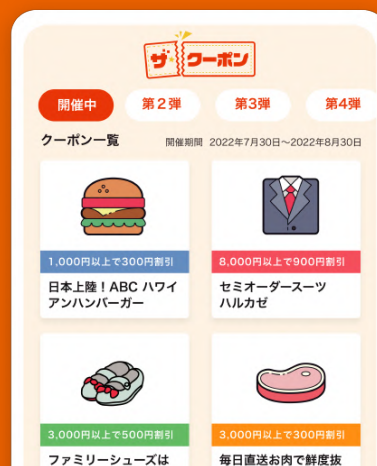 ザ クーポン
開催中 第2弾 第3弾 第4弾
クーポン一覧 開催期間 2022年7月30日〜2022年8月30日
1,000円以上で300円割引 8,000円以上で900円割引
日本上陸！ABC ハワイ セミオーダースーツ
アンハンバーガー ハルカゼ
3,000円以上で500円割引 3,000円以上で300円割引
ファミリーシューズは 毎日直送お肉で鮮度抜